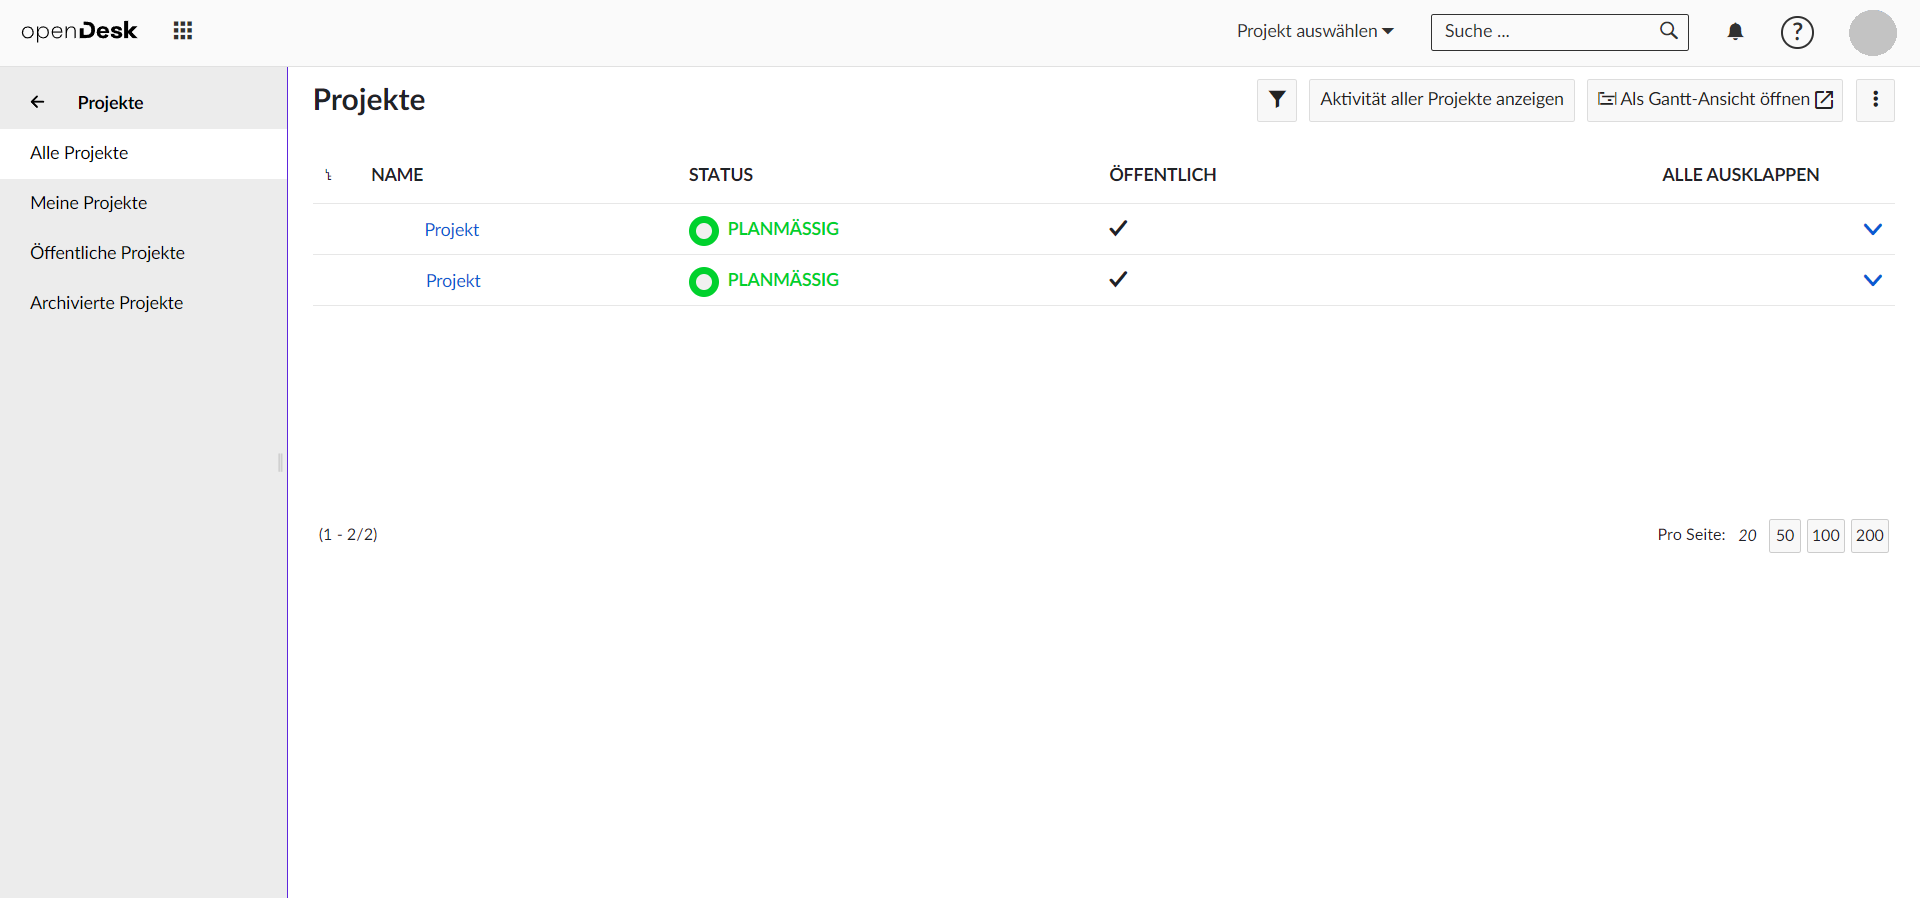 openDesk
Projekt auswählen
Suche ...
?
Projekte
Alle Projekte
Meine Projekte
Öffentliche Projekte
Archivierte Projekte
Projekte
Aktivität aller Projekte anzeigen
Als Gantt-Ansicht öffnen
NAME STATUS ÖFFENTLICH ALLE AUSKLAPPEN
Projekt PLANMÄSSIG
Projekt PLANMÄSSIG
(1 - 2/2)
Pro Seite: 20 50 100 200